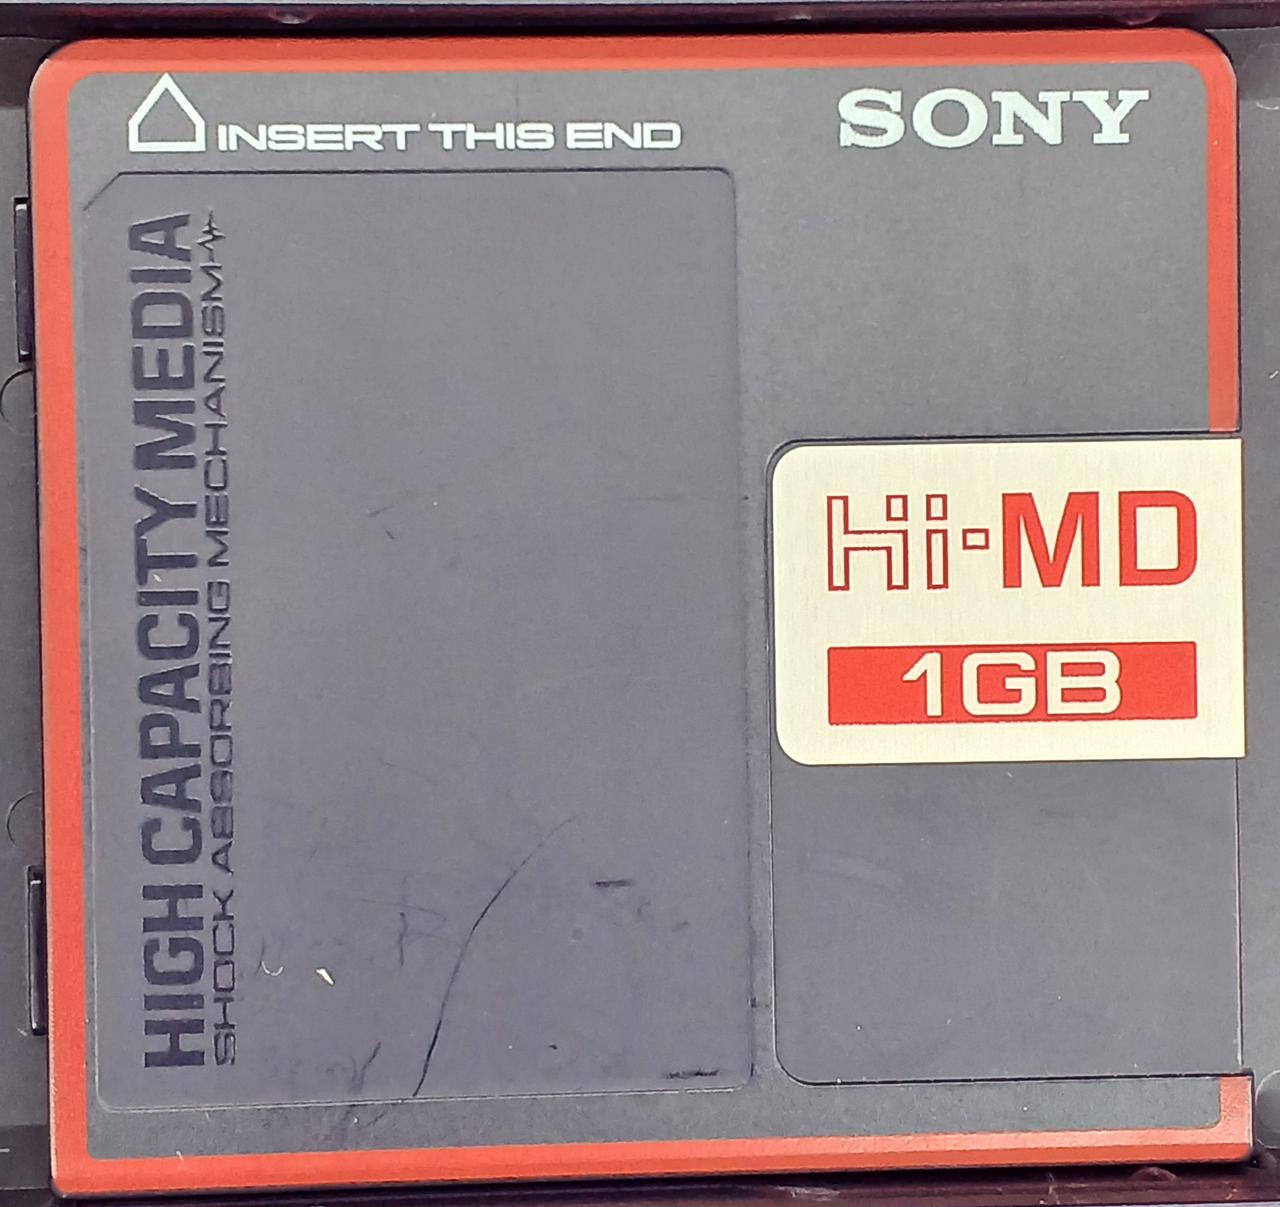 INSERT THIS END
SONY
HIGH CAPACITY MEDIA
SHOCK ABSORBING MECHANISM
Hi-MD
1GB